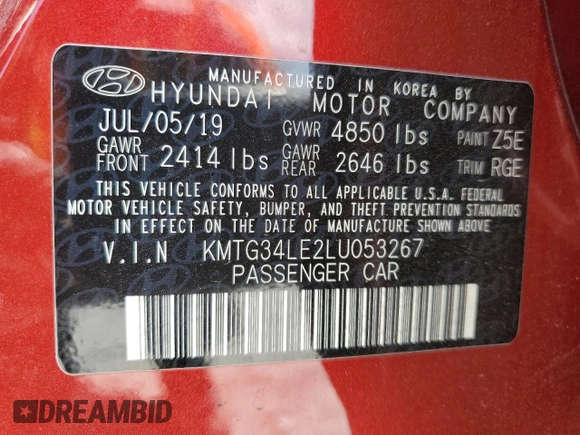 MANUFACTURED IN KOREA BY
HYUNDAI MOTOR COMPANY
JUL/05/19 GVWR 4850 lbs PAINT Z5E
GAWR FRONT 2414 lbs GAWR REAR 2646 lbs TRIM RGE
THIS VEHICLE CONFORMS TO ALL APPLICABLE U.S.A. FEDERAL
MOTOR VEHICLE SAFETY, BUMPER, AND THEFT PREVENTION STANDARDS
IN EFFECT ON THE DATE OF MANUFACTURE SHOWN ABOVE
V.I.N KMTG34LE2LU053267
PASSENGER CAR
DREAMBID